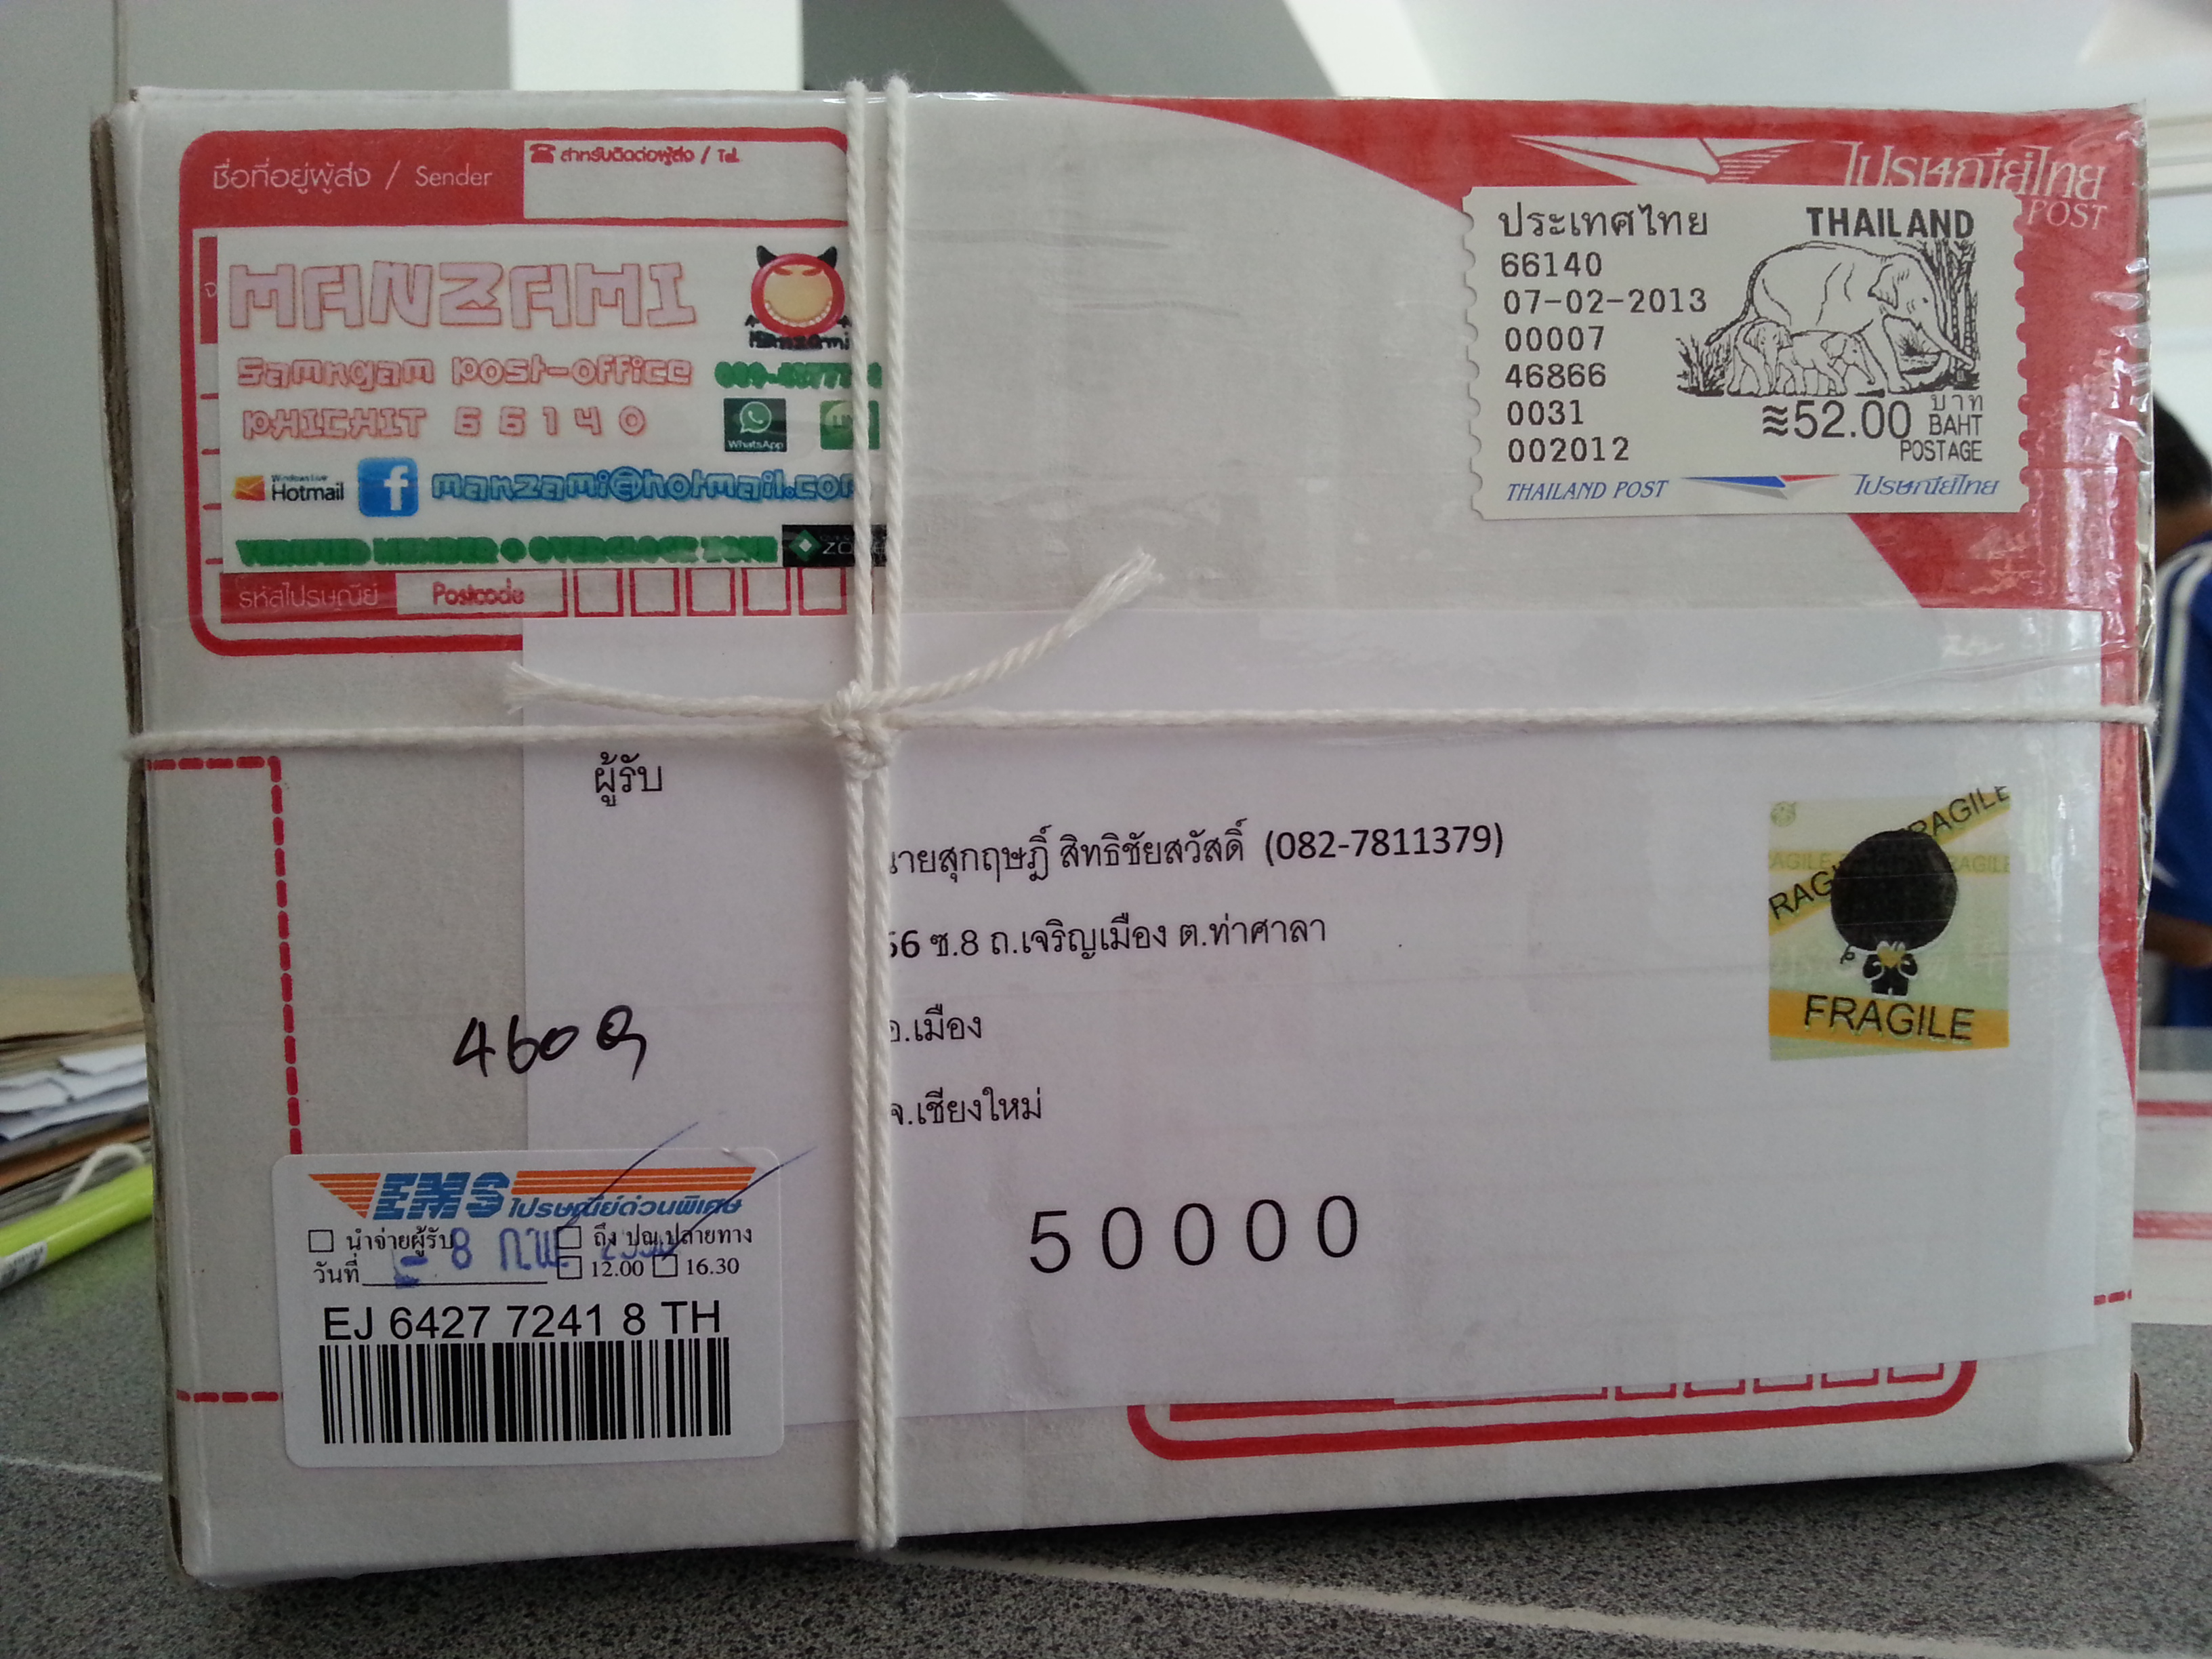 ชื่อที่อยู่ผู้ส่ง / Sender
สำหรับติดต่อผู้ส่ง / Tel.
MANZAMI
Samngam post-office
PHICHIT 66140
WhatsApp
Windows Live
Hotmail
manzami@hotmail.com
VERIFIED MEMBER @ OVERCLOCK ZONE
รหัสไปรษณีย์ Postcode
ไปรษณีย์ไทย
POST
ประเทศไทย THAILAND
66140
07-02-2013
00007
46866
0031
002012
≋52.00 บาท
BAHT
POSTAGE
THAILAND POST ไปรษณีย์ไทย
ผู้รับ
นายสุกฤษฎิ์ สิทธิชัยสวัสดิ์ (082-7811379)
56 ซ.8 ถ.เจริญเมือง ต.ท่าศาลา
อ.เมือง
จ.เชียงใหม่
50000
FRAGILE
460 g
EMS ไปรษณีย์ด่วนพิเศษ
นำจ่ายผู้รับ ถึง ปณ.ปลายทาง
วันที่ - 8 ก.พ. 12.00 16.30
EJ 6427 7241 8 TH